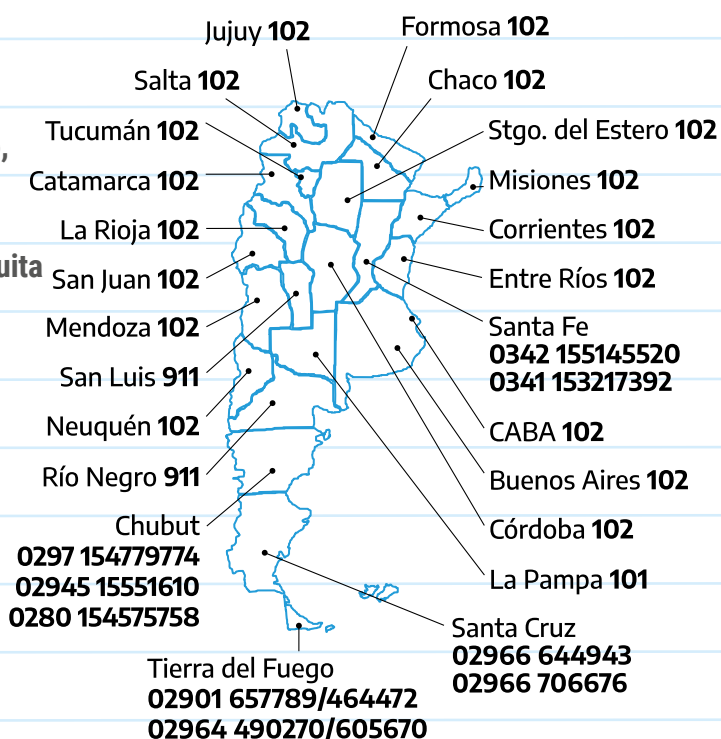 Jujuy 102
Salta 102
Tucumán 102
,
Catamarca 102
La Rioja 102
uita
San Juan 102
Mendoza 102
San Luis 911
Neuquén 102
Río Negro 911
Chubut
0297 154779774
02945 15551610
0280 154575758
Tierra del Fuego
02901 657789/464472
02964 490270/605670
Formosa 102
Chaco 102
Stgo. del Estero 102
Misiones 102
Corrientes 102
Entre Ríos 102
Santa Fe
0342 155145520
0341 153217392
CABA 102
Buenos Aires 102
Córdoba 102
La Pampa 101
Santa Cruz
02966 644943
02966 706676